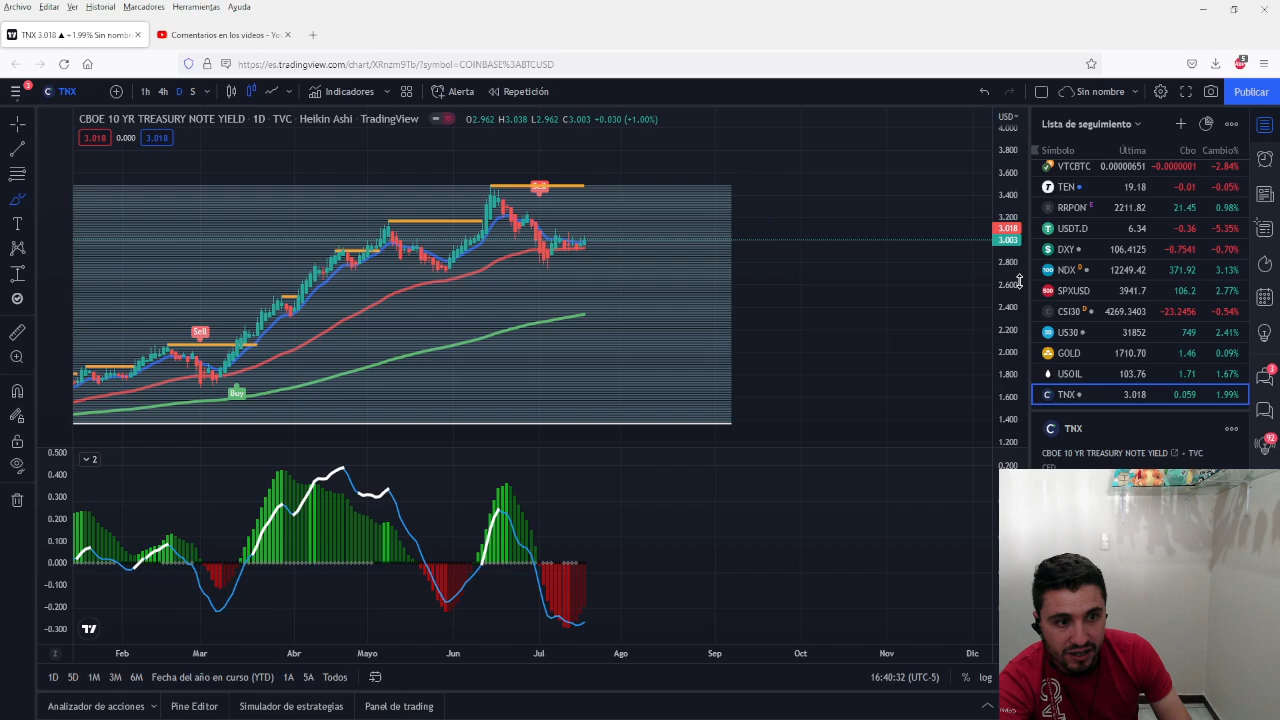 Archivo Editar Ver Historial Marcadores Herramientas Ayuda
TNX 3.018 ▲ +1.99% Sin nombr
Comentarios en los videos - Yo
https://es.tradingview.com/chart/XRnzm9Tb/?symbol=COINBASE%3ABTCUSD
5
3
TNX 1h 4h D S Indicadores Alerta Repetición Sin nombre Publicar
CBOE 10 YR TREASURY NOTE YIELD · 1D · TVC · Heikin Ashi · TradingView O2.962 H3.038 L2.962 C3.003 +0.030 (+1.00%)
3.018 0.000 3.018
USD
4.000
3.800
3.600
3.400
3.200
3.018
3.003
2.800
2.600
2.400
2.200
2.000
1.800
1.600
1.400
1.200
0.200
Sell
Sell
Buy
Lista de seguimiento
Símbolo Última Cbo Cambio%
VTCBTC 0.00000651 -0.0000001 -2.84%
TEN 19.18 -0.01 -0.05%
RRPON E 2211.82 21.45 0.98%
USDT.D 6.34 -0.36 -5.35%
DXY 106.4125 -0.7541 -0.70%
NDX D 12249.42 371.92 3.13%
SPXUSD 3941.7 106.2 2.77%
CSI30 D 4269.3403 -23.2456 -0.54%
US30 31852 749 2.41%
GOLD 1710.70 1.46 0.09%
USOIL 103.76 1.71 1.67%
TNX 3.018 0.059 1.99%
3
92
TNX
CBOE 10 YR TREASURY NOTE YIELD · TVC
CFD
2
0.500
0.400
0.300
0.200
0.100
0.000
-0.100
-0.200
-0.300
Z Feb Mar Abr Mayo Jun Jul Ago Sep Oct Nov Dic
1D 5D 1M 3M 6M Fecha del año en curso (YTD) 1A 5A Todos 16:40:32 (UTC-5) % log
Analizador de acciones Pine Editor Simulador de estrategias Panel de trading